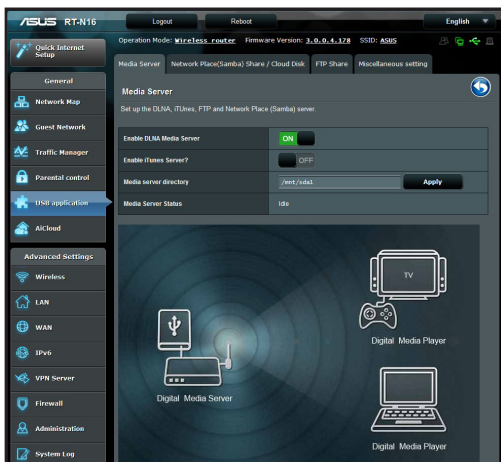 ASUS RT-N16
Logout
Reboot
English
Quick Internet
Setup
Operation Mode: Wireless router Firmware Version: 3.0.0.4.178 SSID: ASUS
Media Server
Network Place(Samba) Share / Cloud Disk
FTP Share
Miscellaneous setting
General
Network Map
Guest Network
Traffic Manager
Parental control
USB application
AiCloud
Advanced Settings
Wireless
LAN
WAN
IPv6
VPN Server
Firewall
Administration
System Log
Media Server
Set up the DLNA, iTunes, FTP and Network Place (Samba) server.
Enable DLNA Media Server
ON
Enable iTunes Server?
OFF
Media server directory
/mnt/sda1
Apply
Media Server Status
Idle
TV
Digital Media Player
Digital Media Server
Digital Media Player